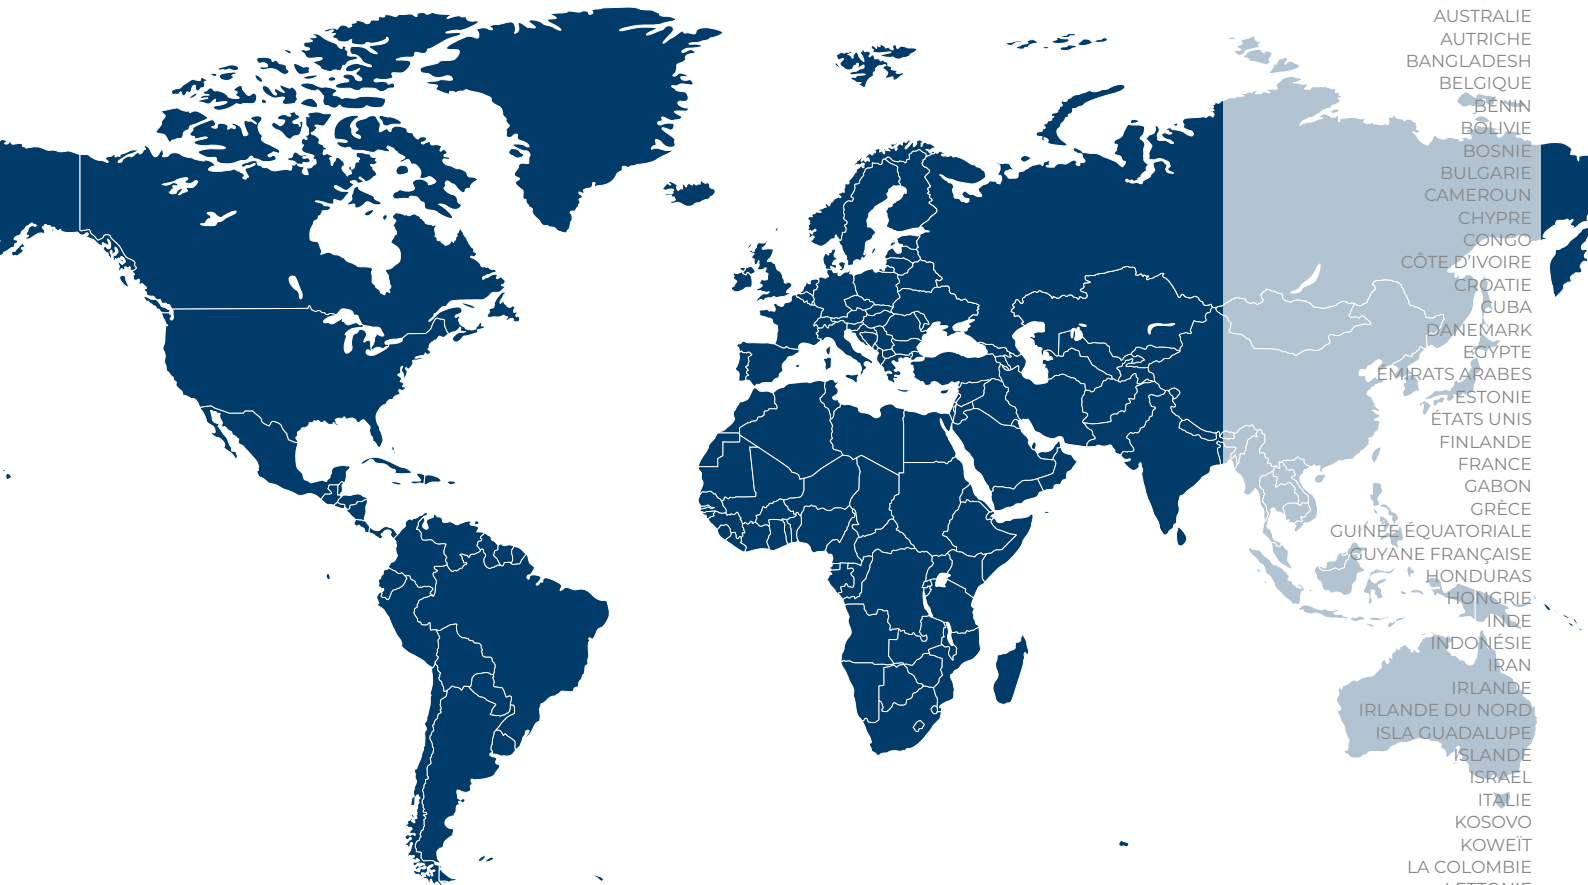 AUSTRALIE
AUTRICHE
BANGLADESH
BELGIQUE
BÉNIN
BOLIVIE
BOSNIE
BULGARIE
CAMEROUN
CHYPRE
CONGO
CÔTE D'IVOIRE
CROATIE
CUBA
DANEMARK
EGYPTE
ÉMIRATS ARABES
ESTONIE
ÉTATS UNIS
FINLANDE
FRANCE
GABON
GRÈCE
GUINÉE ÉQUATORIALE
GUYANE FRANÇAISE
HONDURAS
HONGRIE
INDE
INDONÉSIE
IRAN
IRLANDE
IRLANDE DU NORD
ISLA GUADALUPE
ISLANDE
ISRAEL
ITALIE
KOSOVO
KOWEÏT
LA COLOMBIE